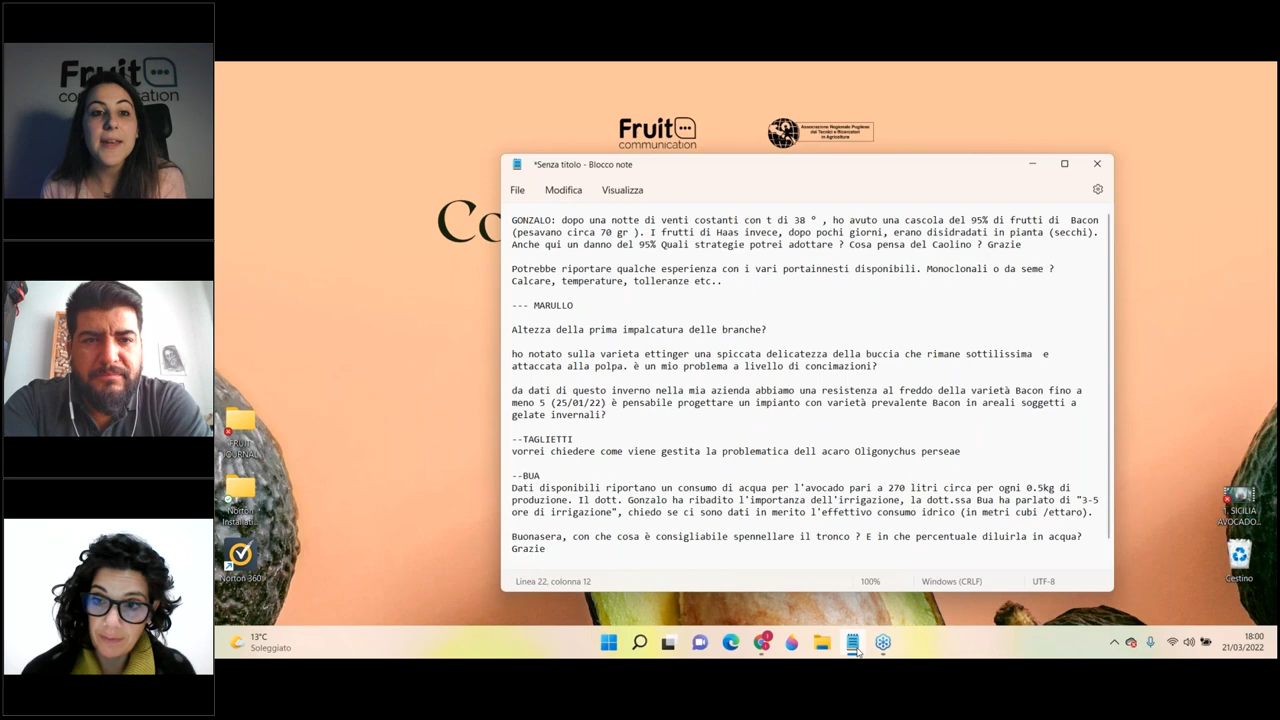 Fruit
communication
Fruit
communication
Associazione Regionale Pugliese
dei Tecnici e Ricercatori
in Agricoltura
Co
*Senza titolo - Blocco note
File Modifica Visualizza
GONZALO: dopo una notte di venti costanti con t di 38 ° , ho avuto una cascola del 95% di frutti di Bacon
(pesavano circa 70 gr ). I frutti di Haas invece, dopo pochi giorni, erano disidradati in pianta (secchi).
Anche qui un danno del 95% Quali strategie potrei adottare ? Cosa pensa del Caolino ? Grazie
Potrebbe riportare qualche esperienza con i vari portainnesti disponibili. Monoclonali o da seme ?
Calcare, temperature, tolleranze etc..
--- MARULLO
Altezza della prima impalcatura delle branche?
ho notato sulla varieta ettinger una spiccata delicatezza della buccia che rimane sottilissima e
attaccata alla polpa. è un mio problema a livello di concimazioni?
da dati di questo inverno nella mia azienda abbiamo una resistenza al freddo della varietà Bacon fino a
meno 5 (25/01/22) è pensabile progettare un impianto con varietà prevalente Bacon in areali soggetti a
gelate invernali?
--TAGLIETTI
vorrei chiedere come viene gestita la problematica dell acaro Oligonychus perseae
--BUA
Dati disponibili riportano un consumo di acqua per l'avocado pari a 270 litri circa per ogni 0.5kg di
produzione. Il dott. Gonzalo ha ribadito l'importanza dell'irrigazione, la dott.ssa Bua ha parlato di "3-5
ore di irrigazione", chiedo se ci sono dati in merito l'effettivo consumo idrico (in metri cubi /ettaro).
Buonasera, con che cosa è consigliabile spennellare il tronco ? E in che percentuale diluirla in acqua?
Grazie
Linea 22, colonna 12 100% Windows (CRLF) UTF-8
FRUIT
JOURNAL
Norton
Installati...
Norton 360
1. SICILIA
AVOCADO...
Cestino
13°C
Soleggiato
18:00
21/03/2022